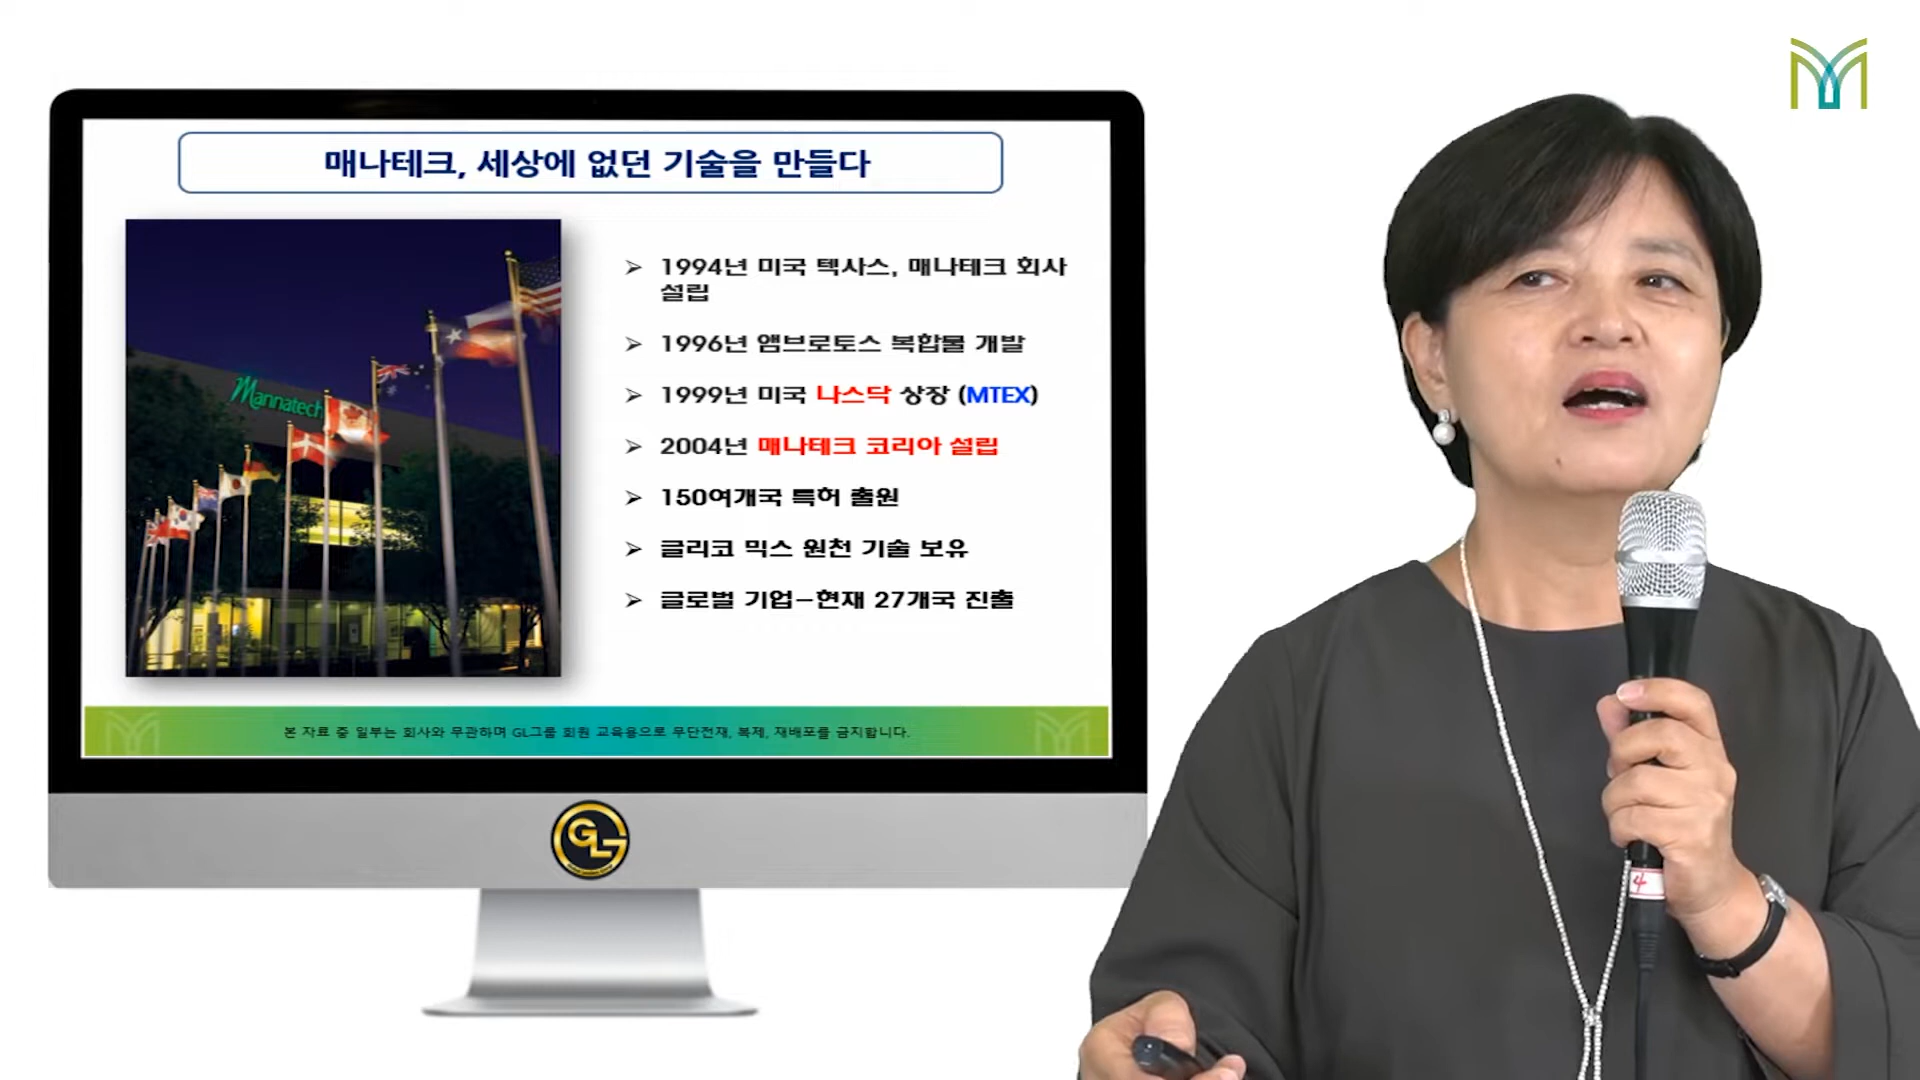 매나테크, 세상에 없던 기술을 만들다
Mannatech
➢ 1994년 미국 텍사스, 매나테크 회사
설립
➢ 1996년 앰브로토스 복합물 개발
➢ 1999년 미국 나스닥 상장 (MTEX)
➢ 2004년 매나테크 코리아 설립
➢ 150여개국 특허 출원
➢ 글리코 믹스 원천 기술 보유
➢ 글로벌 기업-현재 27개국 진출
본 자료 중 일부는 회사와 무관하며 GL그룹 회원 교육용으로 무단전재, 복제, 재배포를 금지합니다.
GLG
4